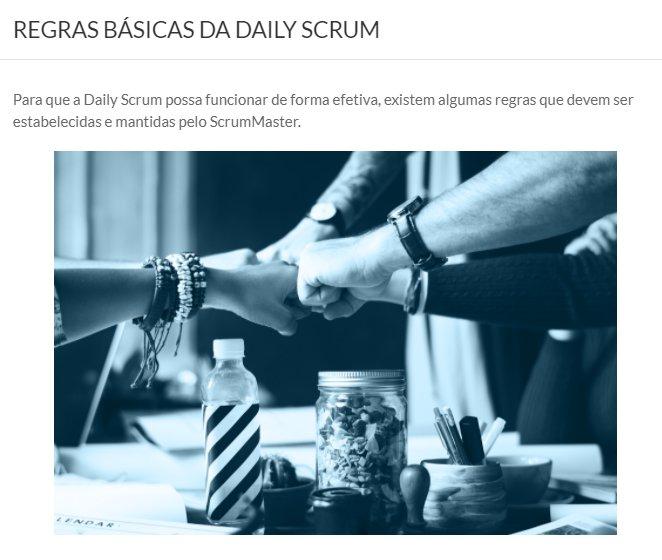 REGRAS BÁSICAS DA DAILY SCRUM
Para que a Daily Scrum possa funcionar de forma efetiva, existem algumas regras que devem ser
estabelecidas e mantidas pelo ScrumMaster.
LENDAR